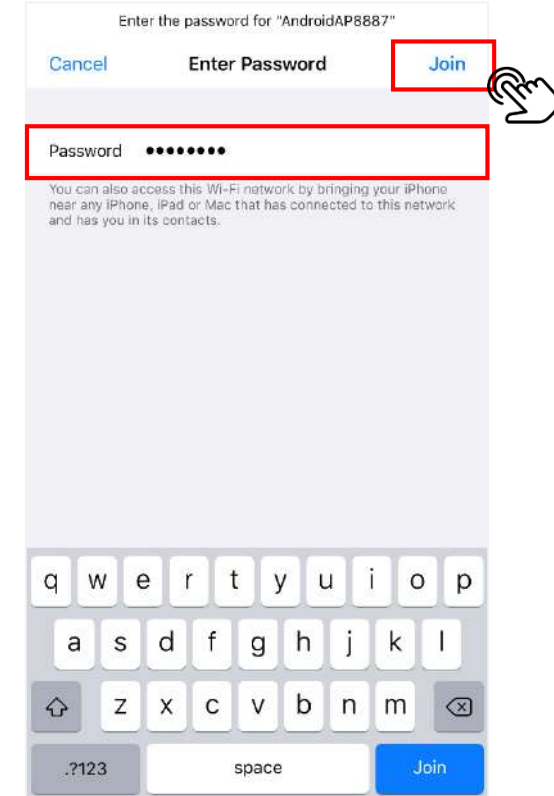 Enter the password for "AndroidAP8887"
Cancel Enter Password Join
Password ••••••••
You can also access this Wi-Fi network by bringing your iPhone
near any iPhone, iPad or Mac that has connected to this network
and has you in its contacts.
q w e r t y u i o p
a s d f g h j k l
z x c v b n m
.?123 space Join